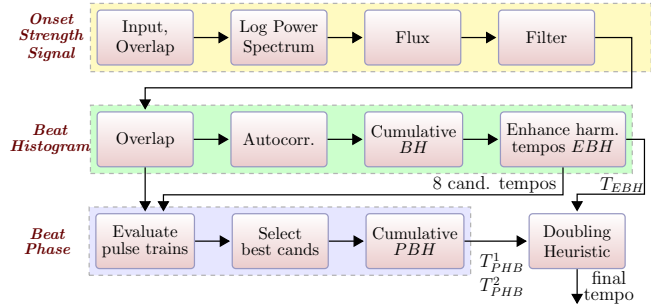 Onset
Strength
Signal
Input,
Overlap
Log Power
Spectrum
Flux
Filter
Beat
Histogram
Overlap
Autocorr.
Cumulative
BH
Enhance harm.
tempos EBH
8 cand. tempos
T_EBH
Beat
Phase
Evaluate
pulse trains
Select
best cands
Cumulative
PBH
T^1_PHB
T^2_PHB
Doubling
Heuristic
final
tempo